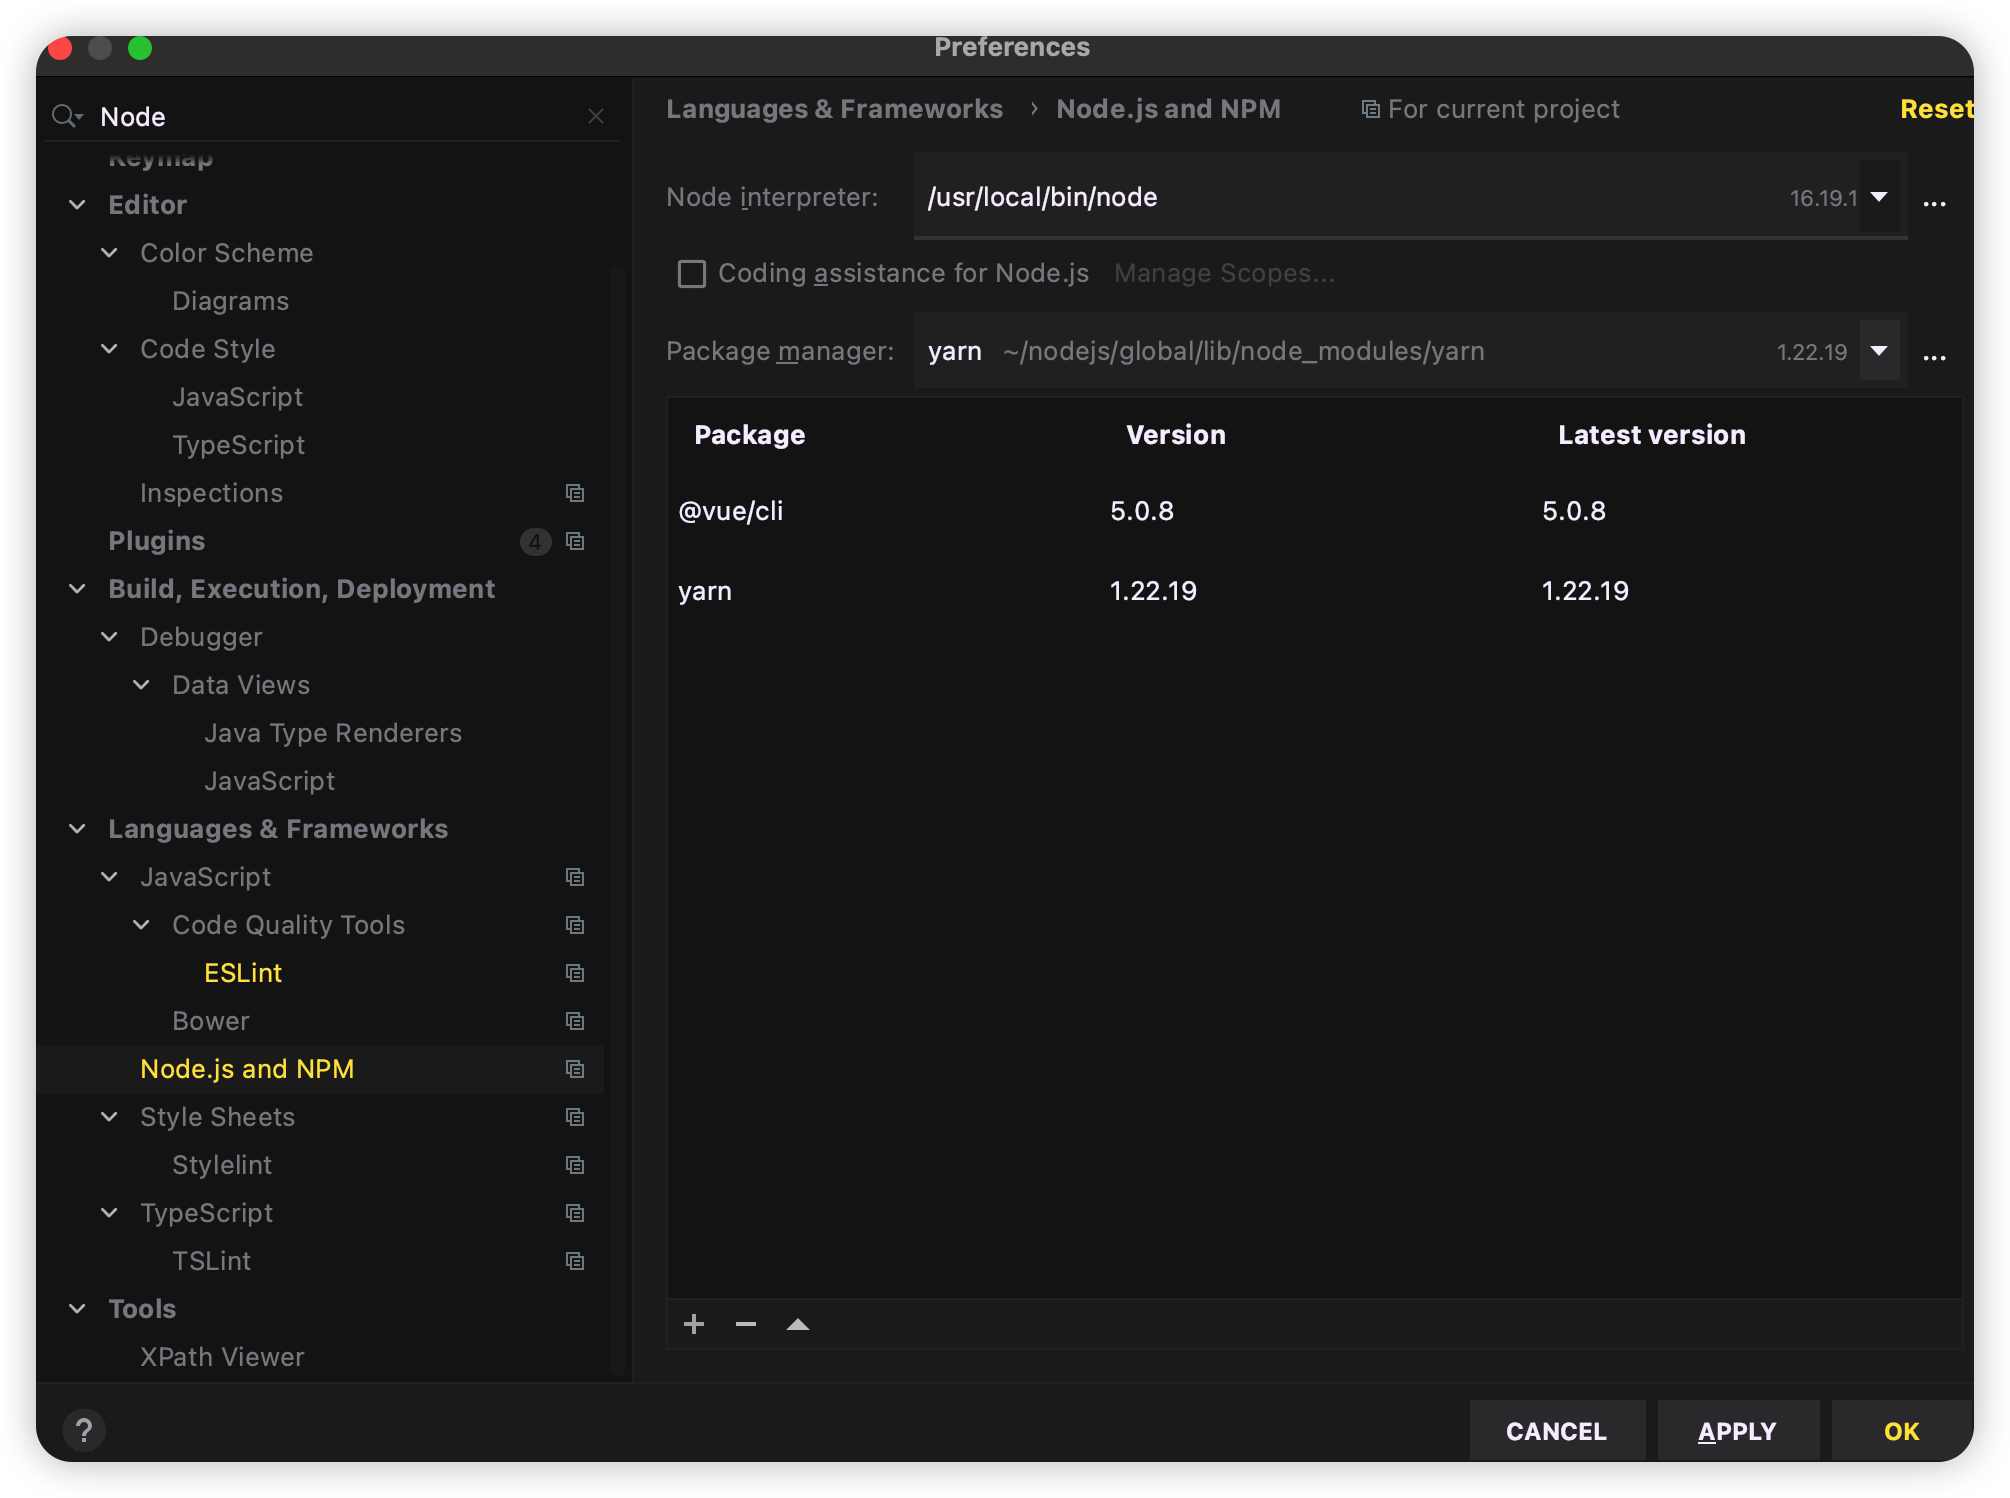 Preferences
Node
Keymap
Editor
Color Scheme
Diagrams
Code Style
JavaScript
TypeScript
Inspections
Plugins 4
Build, Execution, Deployment
Debugger
Data Views
Java Type Renderers
JavaScript
Languages & Frameworks
JavaScript
Code Quality Tools
ESLint
Bower
Node.js and NPM
Style Sheets
Stylelint
TypeScript
TSLint
Tools
XPath Viewer
Languages & Frameworks › Node.js and NPM For current project Reset
Node interpreter: /usr/local/bin/node 16.19.1 ...
Coding assistance for Node.js Manage Scopes...
Package manager: yarn ~/nodejs/global/lib/node_modules/yarn 1.22.19 ...
Package Version Latest version
@vue/cli 5.0.8 5.0.8
yarn 1.22.19 1.22.19
? CANCEL APPLY OK